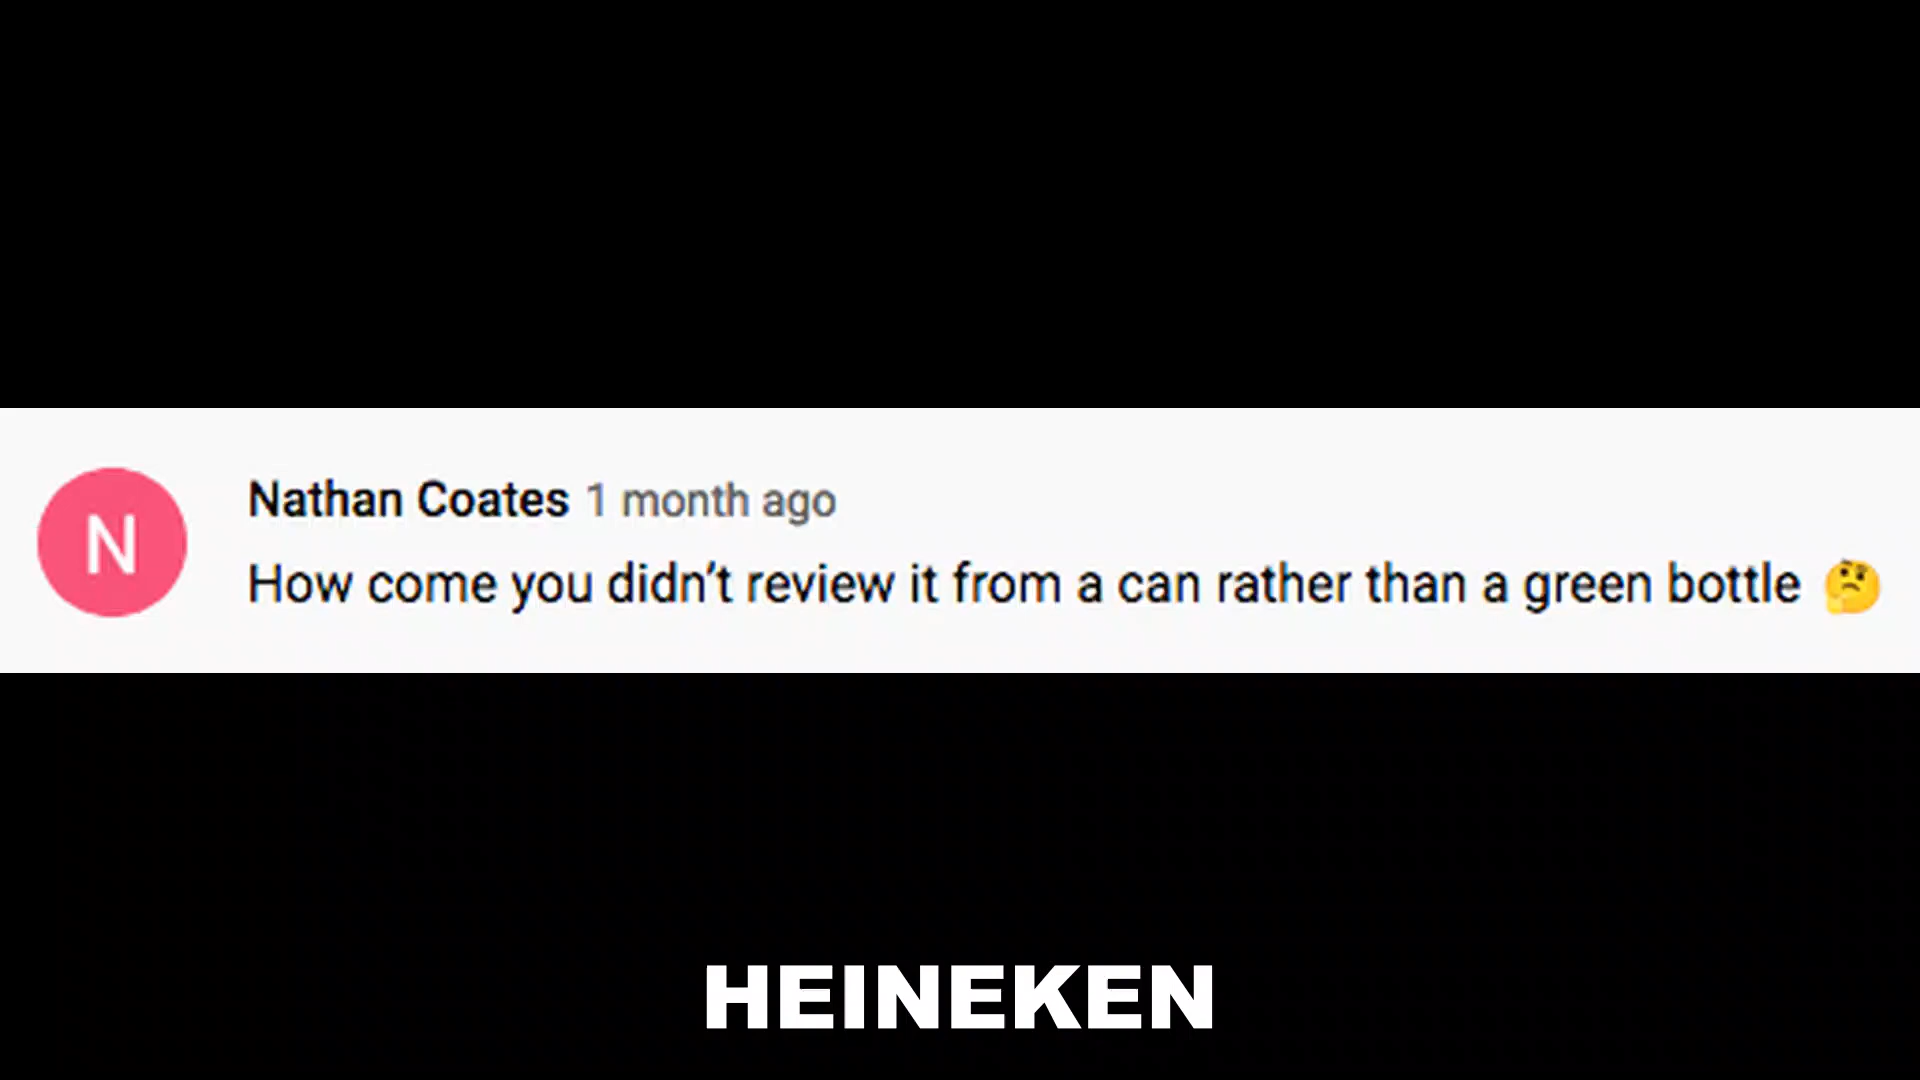 N
Nathan Coates 1 month ago
How come you didn't review it from a can rather than a green bottle 🤔
HEINEKEN